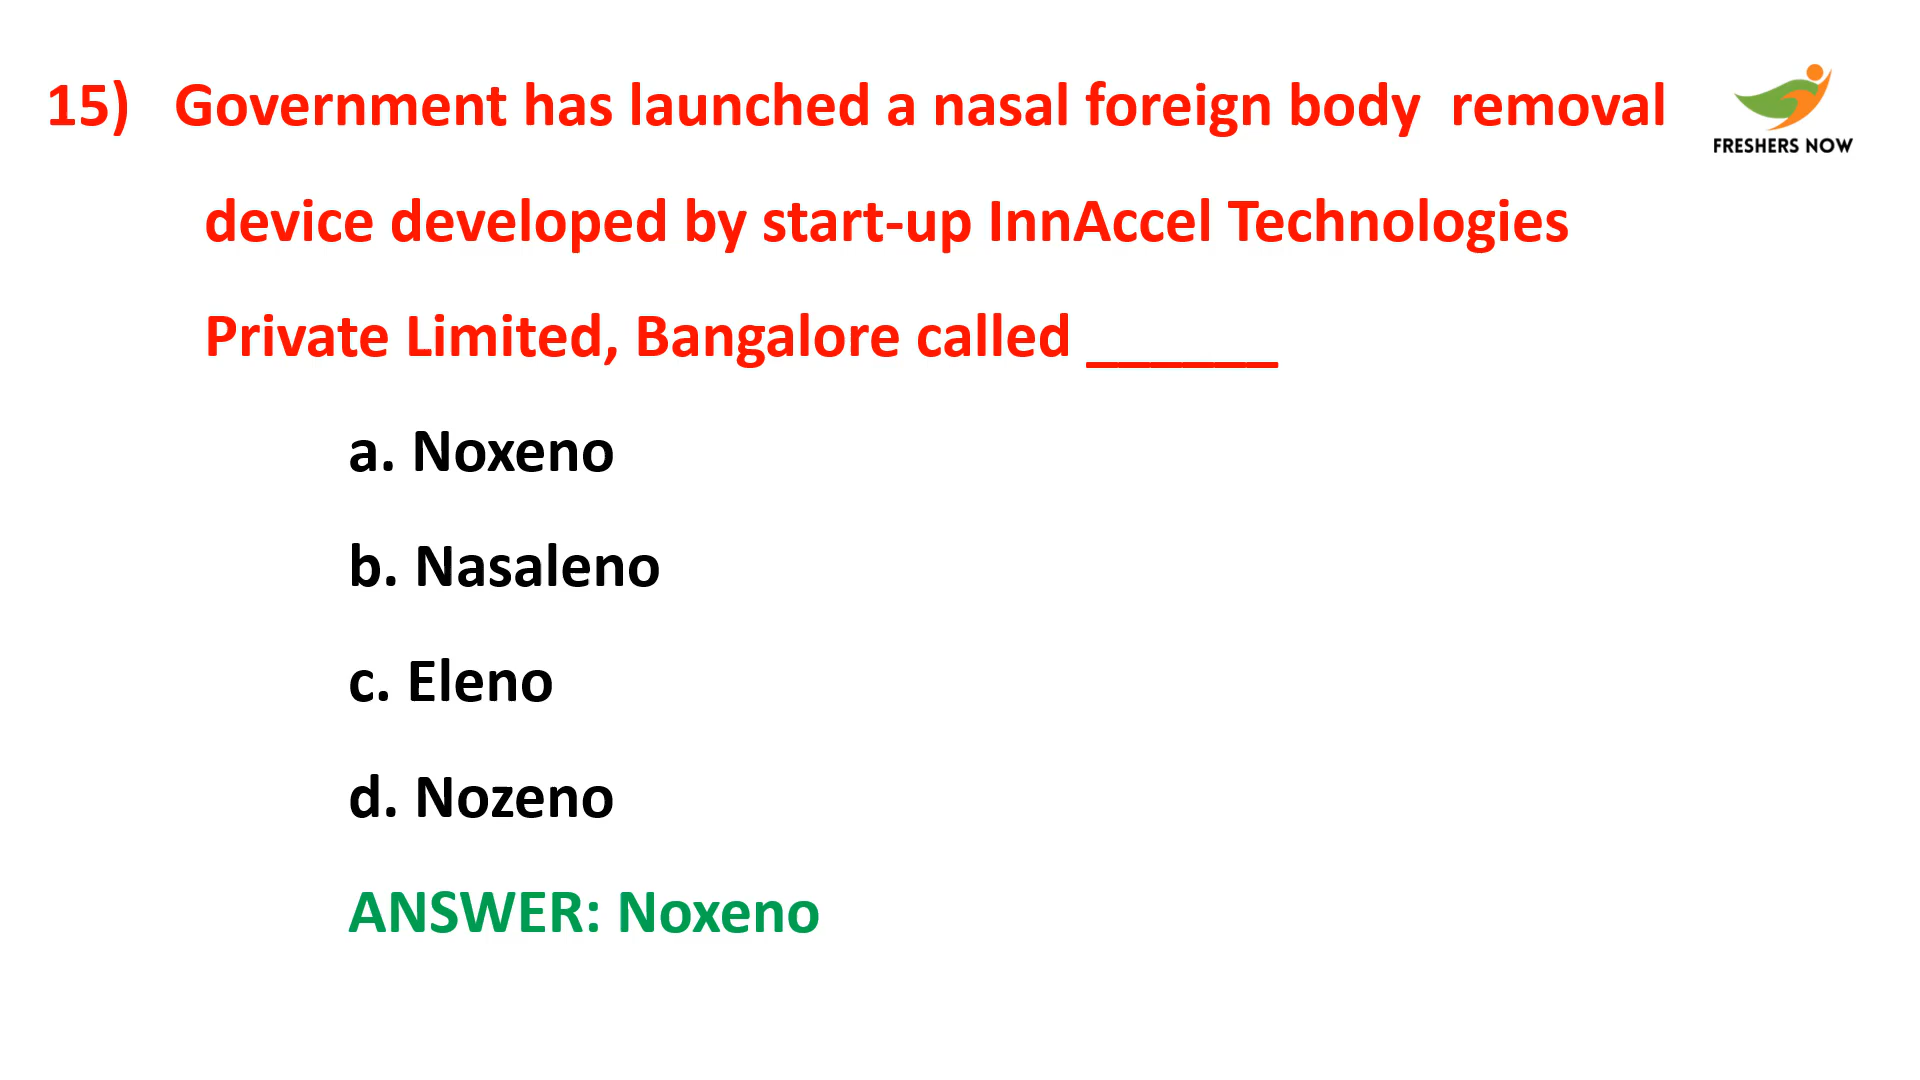 15) Government has launched a nasal foreign body removal
FRESHERS NOW
device developed by start-up InnAccel Technologies
Private Limited, Bangalore called ______
a. Noxeno
b. Nasaleno
c. Eleno
d. Nozeno
ANSWER: Noxeno